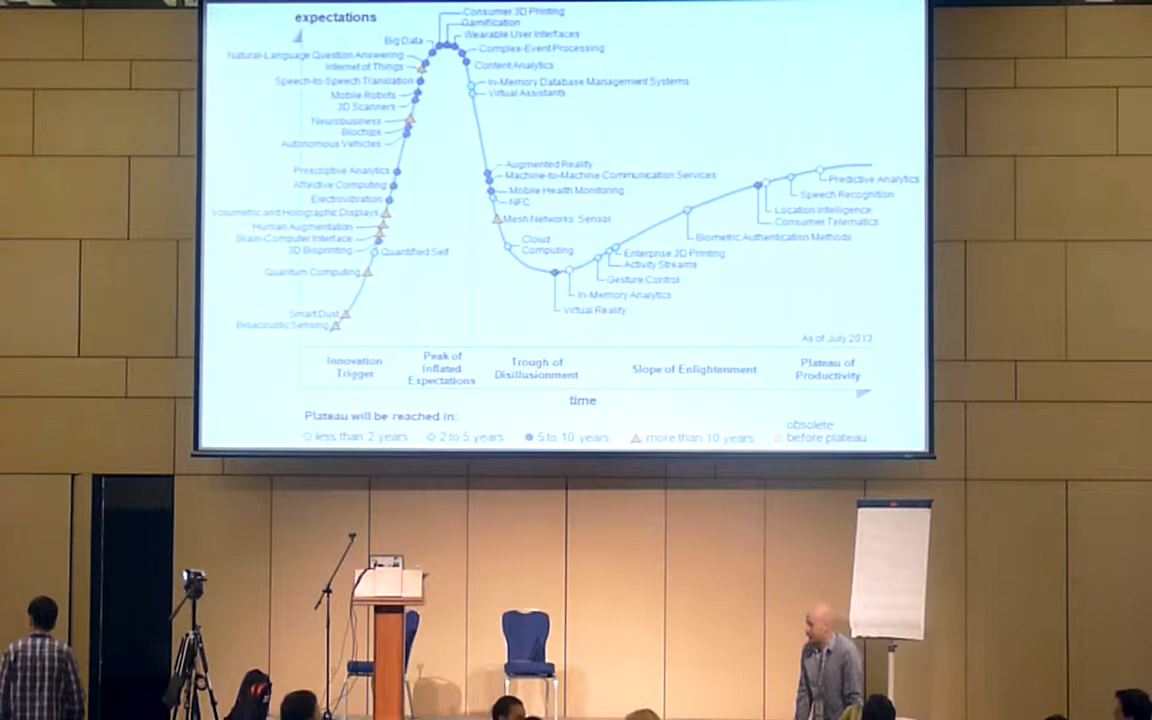 expectations
Consumer 3D Printing
Gamification
Wearable User Interfaces
Big Data
Complex-Event Processing
Natural-Language Question Answering
Internet of Things
Content Analytics
Speech-to-Speech Translation
In-Memory Database Management Systems
Mobile Robots
Virtual Assistants
3D Scanners
Neurobusiness
Biochips
Autonomous Vehicles
Augmented Reality
Prescriptive Analytics
Machine-to-Machine Communication Services
Predictive Analytics
Affective Computing
Mobile Health Monitoring
Speech Recognition
Electrovibration
NFC
Volumetric and Holographic Displays
Location Intelligence
Mesh Networks: Sensor
Consumer Telematics
Human Augmentation
Brain-Computer Interface
Cloud
Computing
Biometric Authentication Methods
3D Bioprinting
Quantified Self
Enterprise 3D Printing
Activity Streams
Quantum Computing
Gesture Control
In-Memory Analytics
Virtual Reality
Smart Dust
Bioacoustic Sensing
As of July 2013
Innovation
Trigger
Peak of
Inflated
Expectations
Trough of
Disillusionment
Slope of Enlightenment
Plateau of
Productivity
time
Plateau will be reached in:
less than 2 years
2 to 5 years
5 to 10 years
more than 10 years
obsolete
before plateau